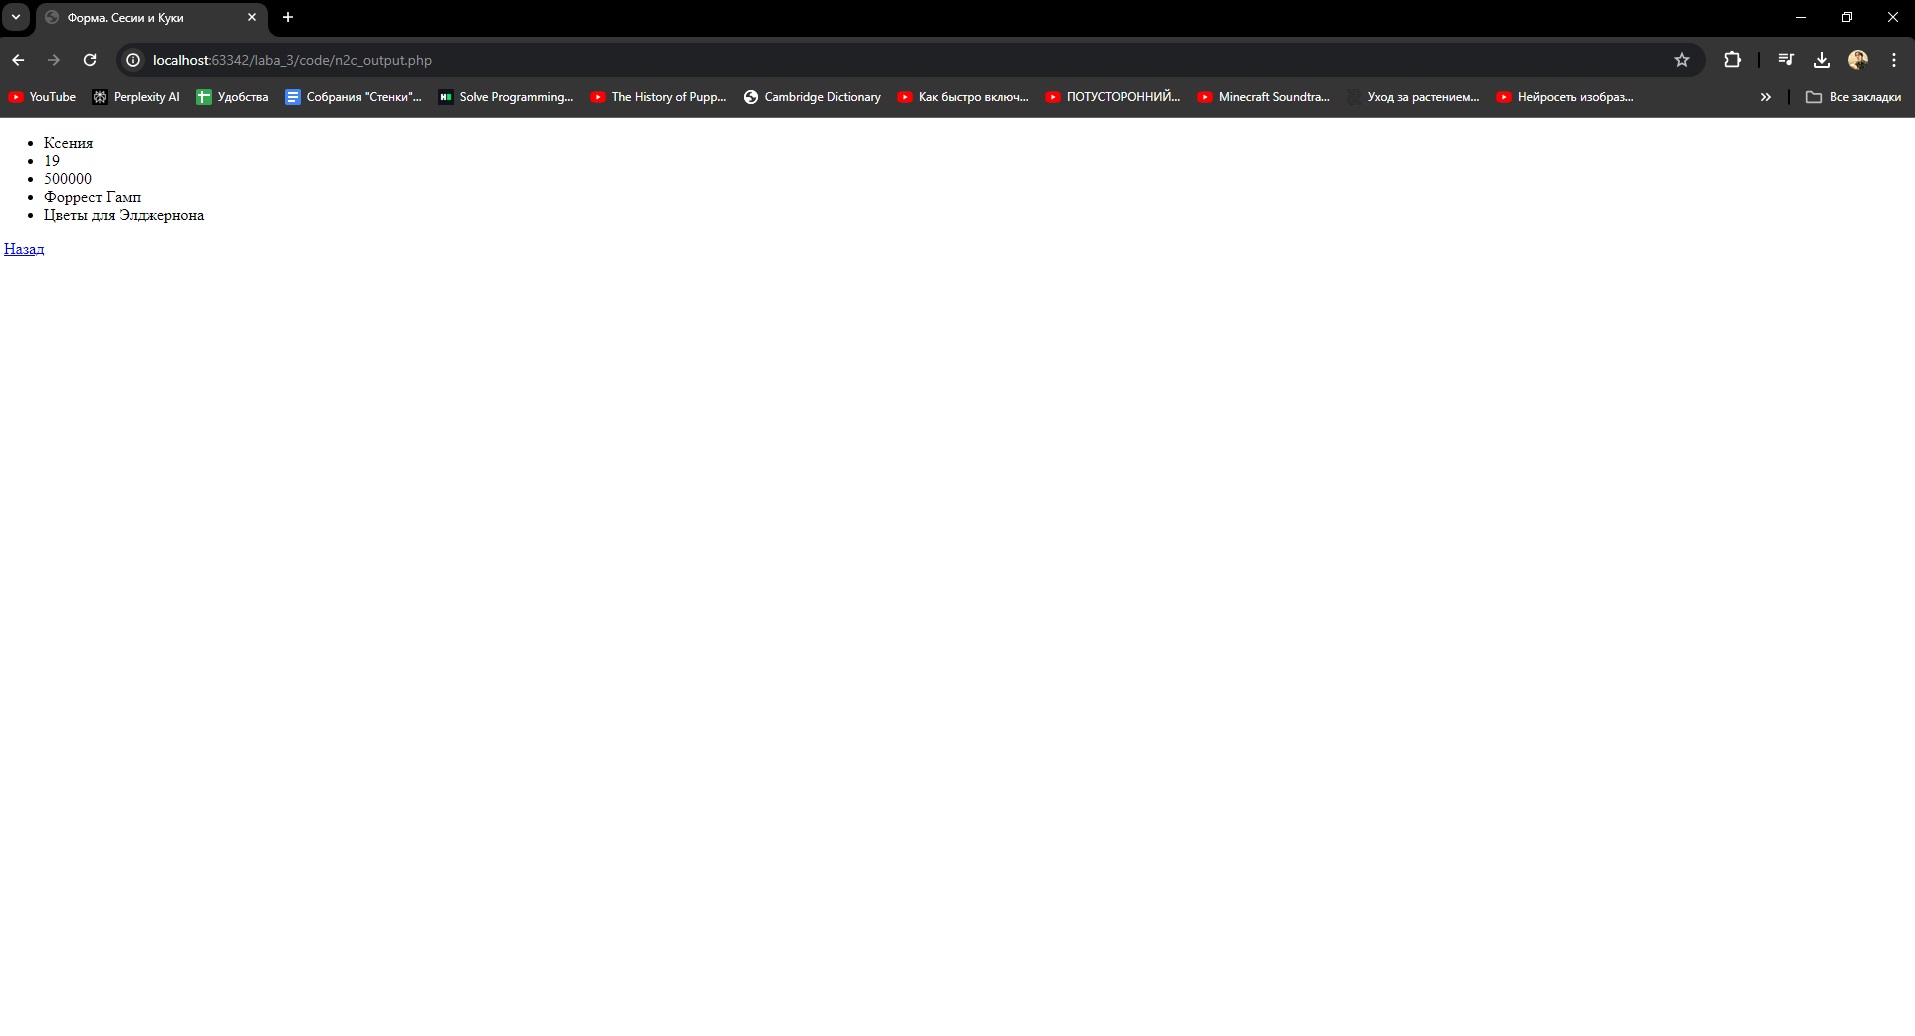 Форма. Сесии и Куки
localhost:63342/laba_3/code/n2c_output.php
YouTube Perplexity AI Удобства Собрания "Стенки"... Solve Programming... The History of Pupp... Cambridge Dictionary Как быстро включ... ПОТУСТОРОННИЙ... Minecraft Soundtra... Уход за растением... Нейросеть изобраз... Все закладки
Ксения
19
500000
Форрест Гамп
Цветы для Элджернона
Назад